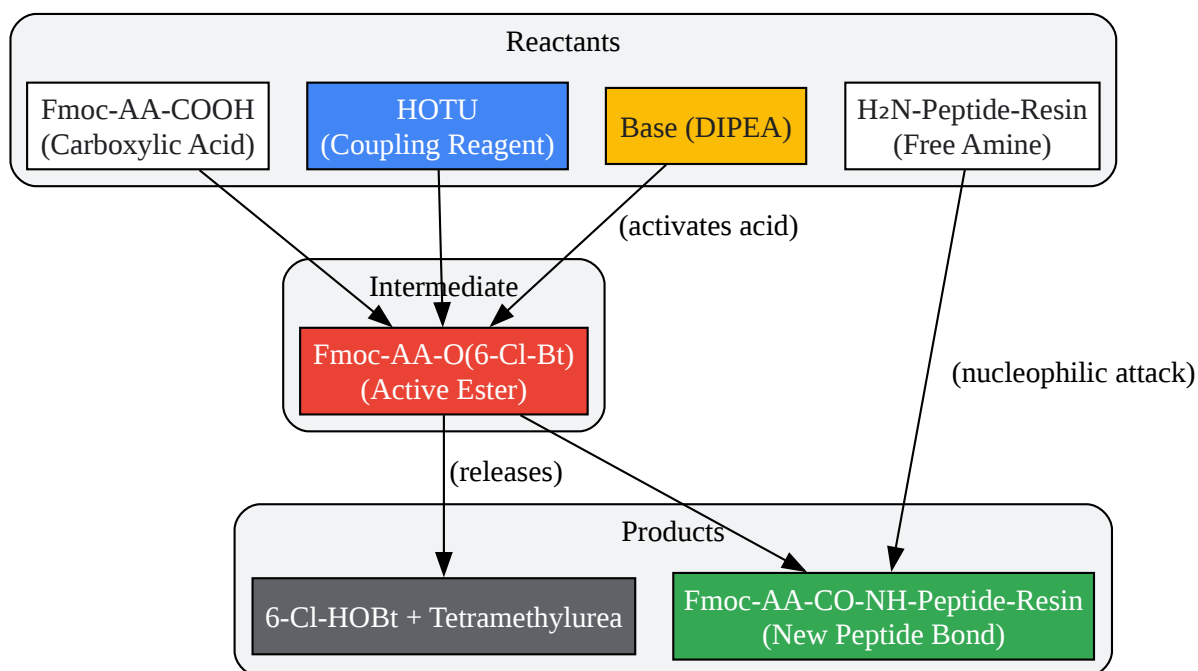 Reactants
Fmoc-AA-COOH
(Carboxylic Acid)
HOTU
(Coupling Reagent)
Base (DIPEA)
H₂N-Peptide-Resin
(Free Amine)
(activates acid)
Intermediate
Fmoc-AA-O(6-Cl-Bt)
(Active Ester)
(nucleophilic attack)
(releases)
Products
6-Cl-HOBt + Tetramethylurea
Fmoc-AA-CO-NH-Peptide-Resin
(New Peptide Bond)